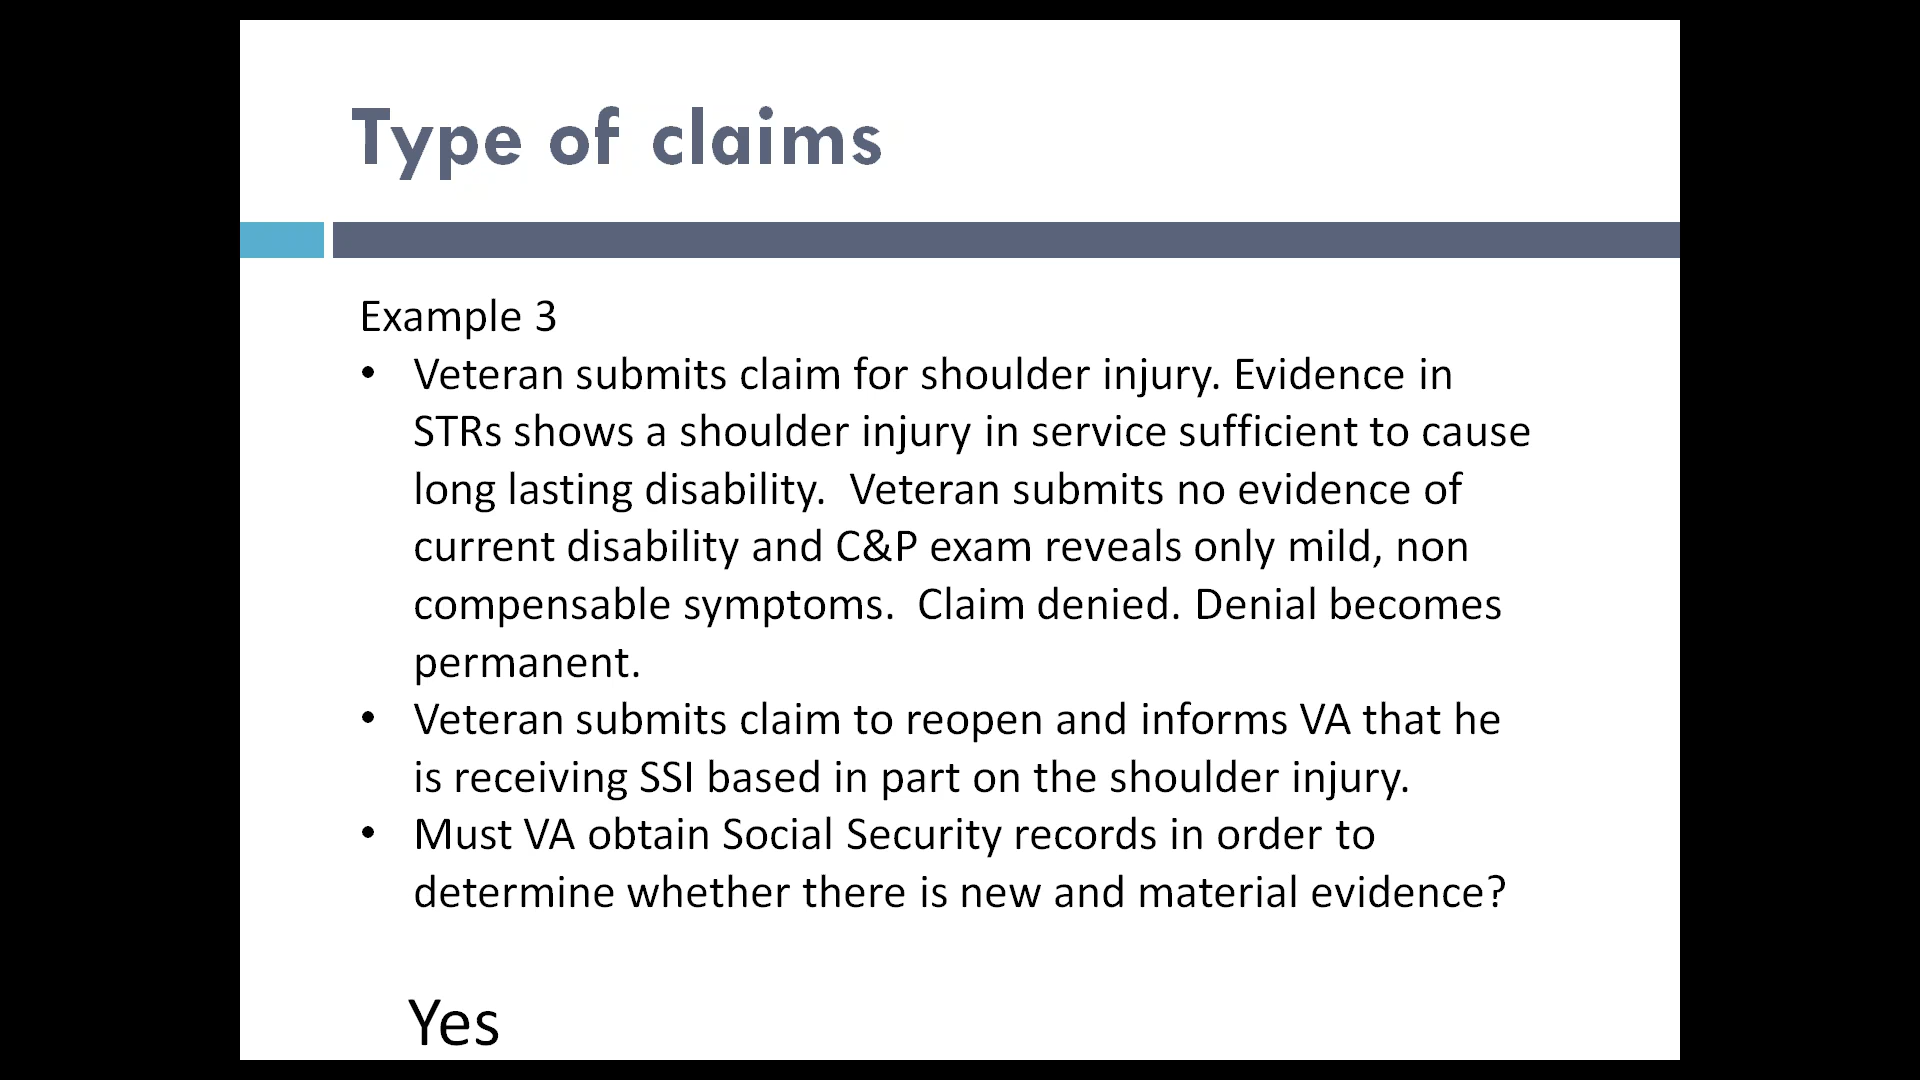 Type of claims
Example 3
• Veteran submits claim for shoulder injury. Evidence in
STRs shows a shoulder injury in service sufficient to cause
long lasting disability.  Veteran submits no evidence of
current disability and C&P exam reveals only mild, non
compensable symptoms.  Claim denied. Denial becomes
permanent.
• Veteran submits claim to reopen and informs VA that he
is receiving SSI based in part on the shoulder injury.
• Must VA obtain Social Security records in order to
determine whether there is new and material evidence?
Yes